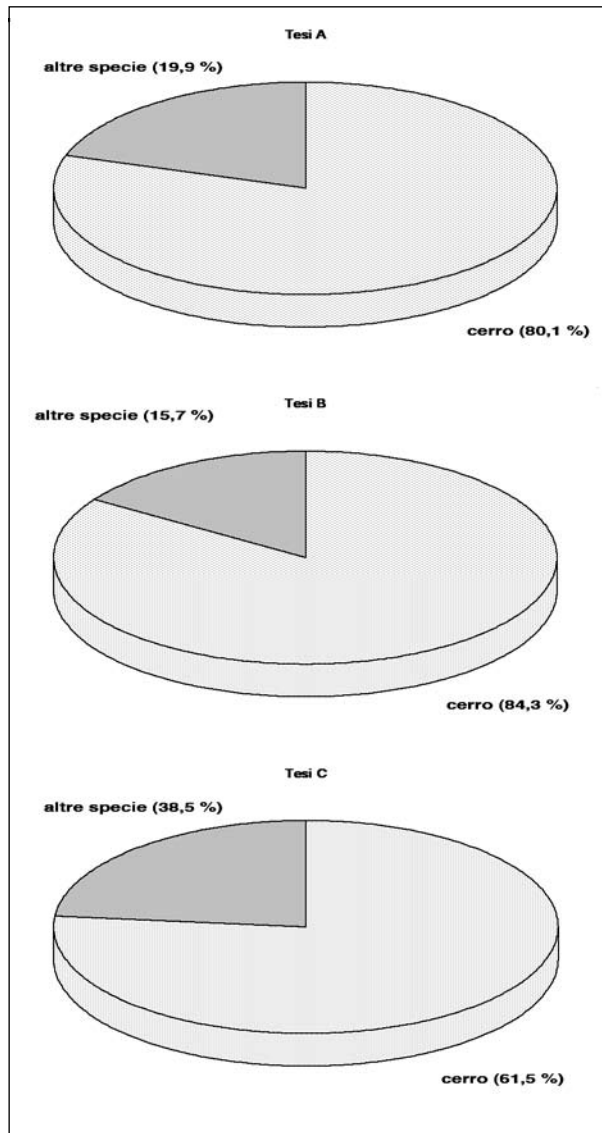 Tesi A
altre specie (19,9 %)
cerro (80,1 %)
Tesi B
altre specie (15,7 %)
cerro (84,3 %)
Tesi C
altre specie (38,5 %)
cerro (61,5 %)